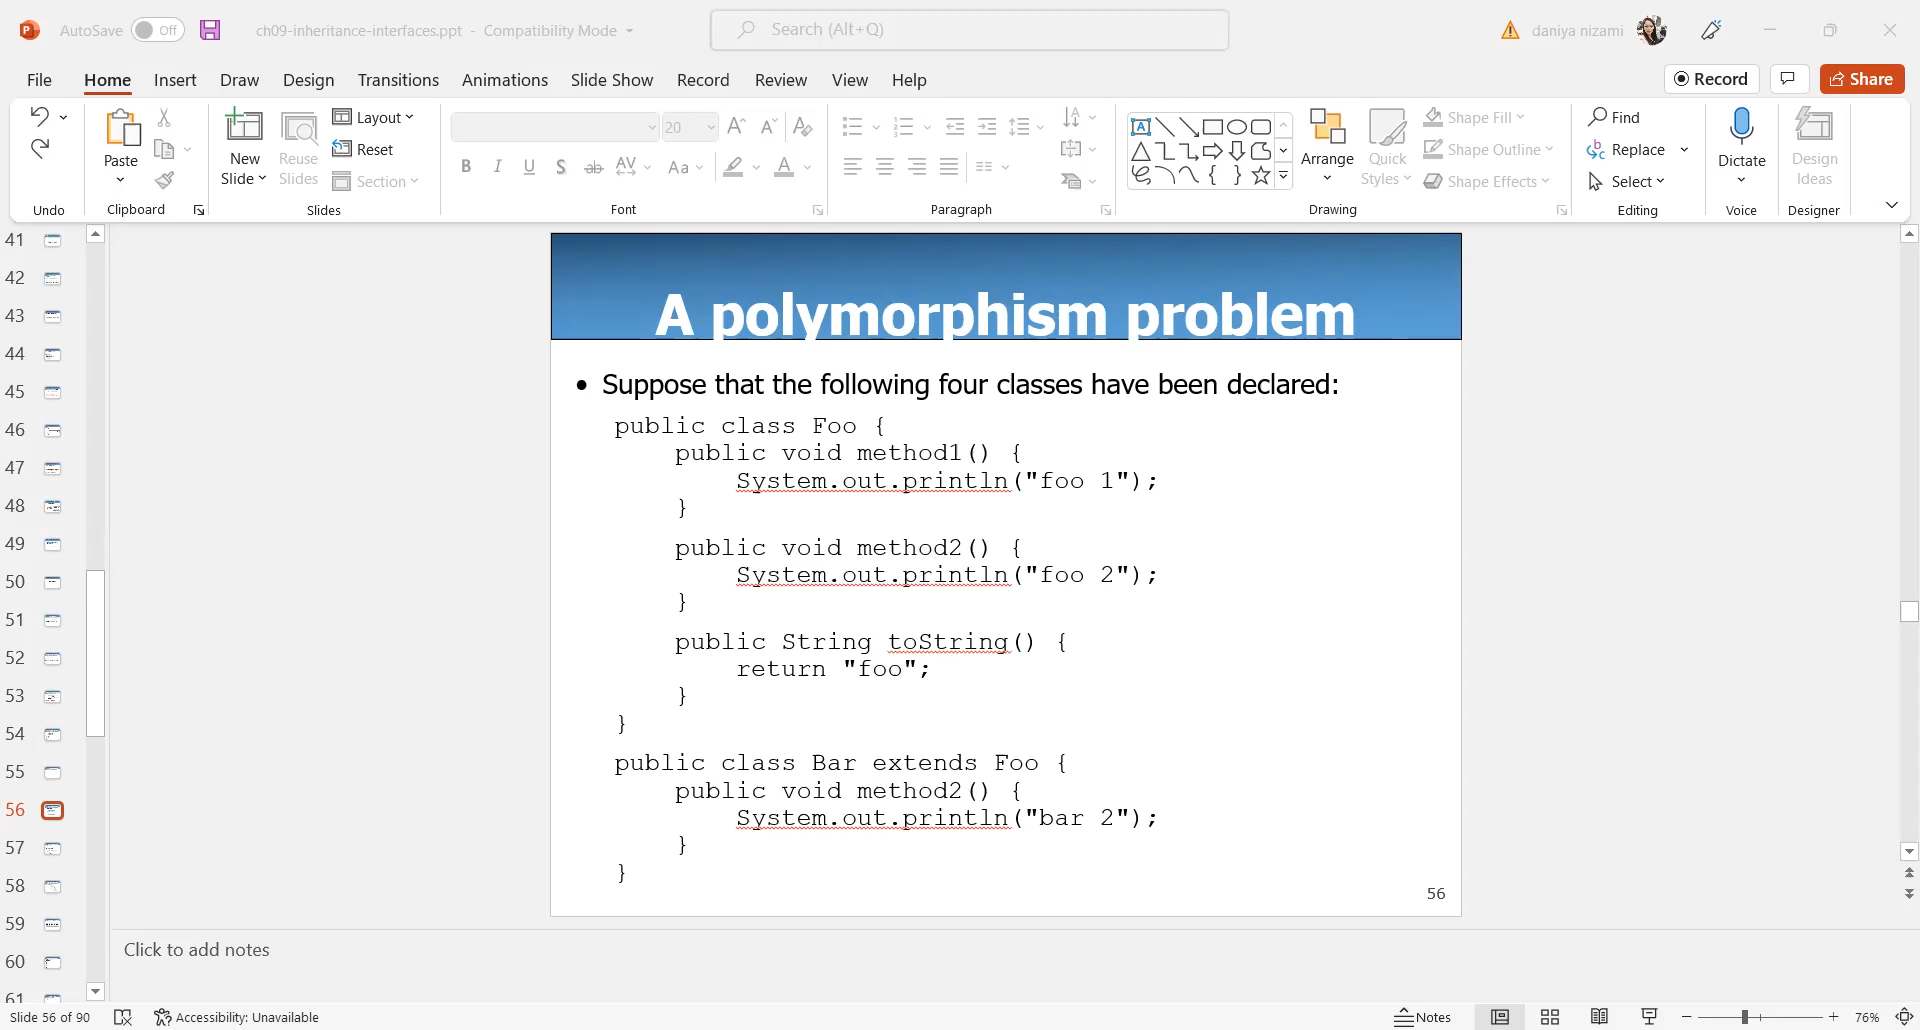 AutoSave Off ch09-inheritance-interfaces.ppt - Compatibility Mode Search (Alt+Q) daniya nizami
File Home Insert Draw Design Transitions Animations Slide Show Record Review View Help Record Share
Paste
New Slide
Reuse Slides
Layout
Reset
Section
20
B I U S ab AV Aa A
Arrange
Quick Styles
Shape Fill
Shape Outline
Shape Effects
Find
Replace
Select
Dictate
Design Ideas
Undo Clipboard Slides Font Paragraph Drawing Editing Voice Designer
41
42
43
44
45
46
47
48
49
50
51
52
53
54
55
56
57
58
59
60
61
A polymorphism problem
• Suppose that the following four classes have been declared:
public class Foo {
public void method1() {
System.out.println("foo 1");
}
public void method2() {
System.out.println("foo 2");
}
public String toString() {
return "foo";
}
}
public class Bar extends Foo {
public void method2() {
System.out.println("bar 2");
}
}
56
Click to add notes
Slide 56 of 90 Accessibility: Unavailable Notes 76%